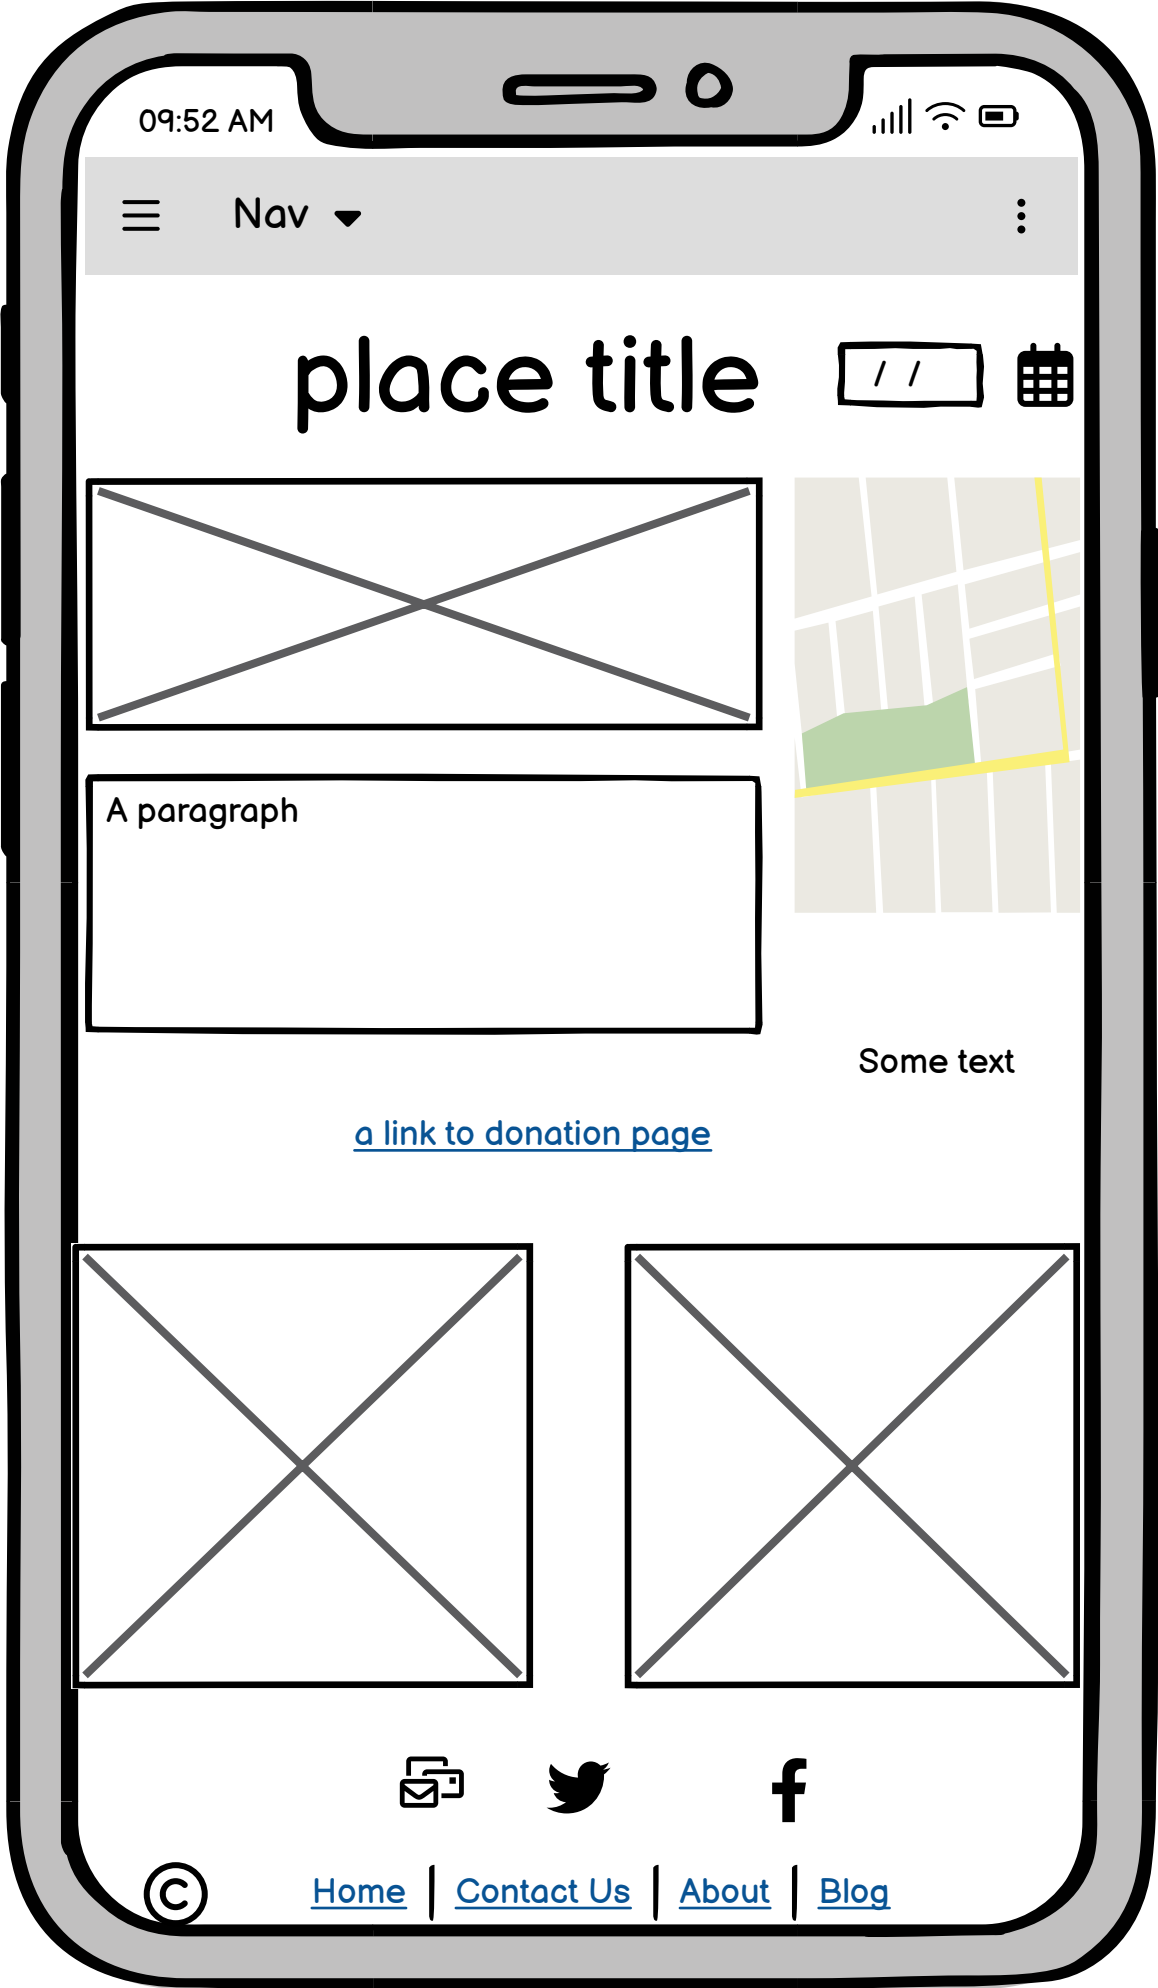 09:52 AM
Nav
place title
/ /
A paragraph
Some text
a link to donation page
© Home | Contact Us | About | Blog